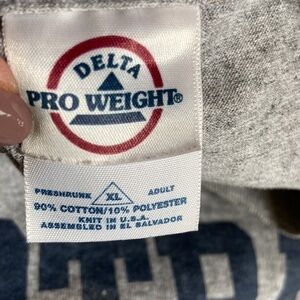 DELTA
PRO WEIGHT®
PRESHRUNK XL ADULT
90% COTTON/10% POLYESTER
KNIT IN U.S.A.
ASSEMBLED IN EL SALVADOR